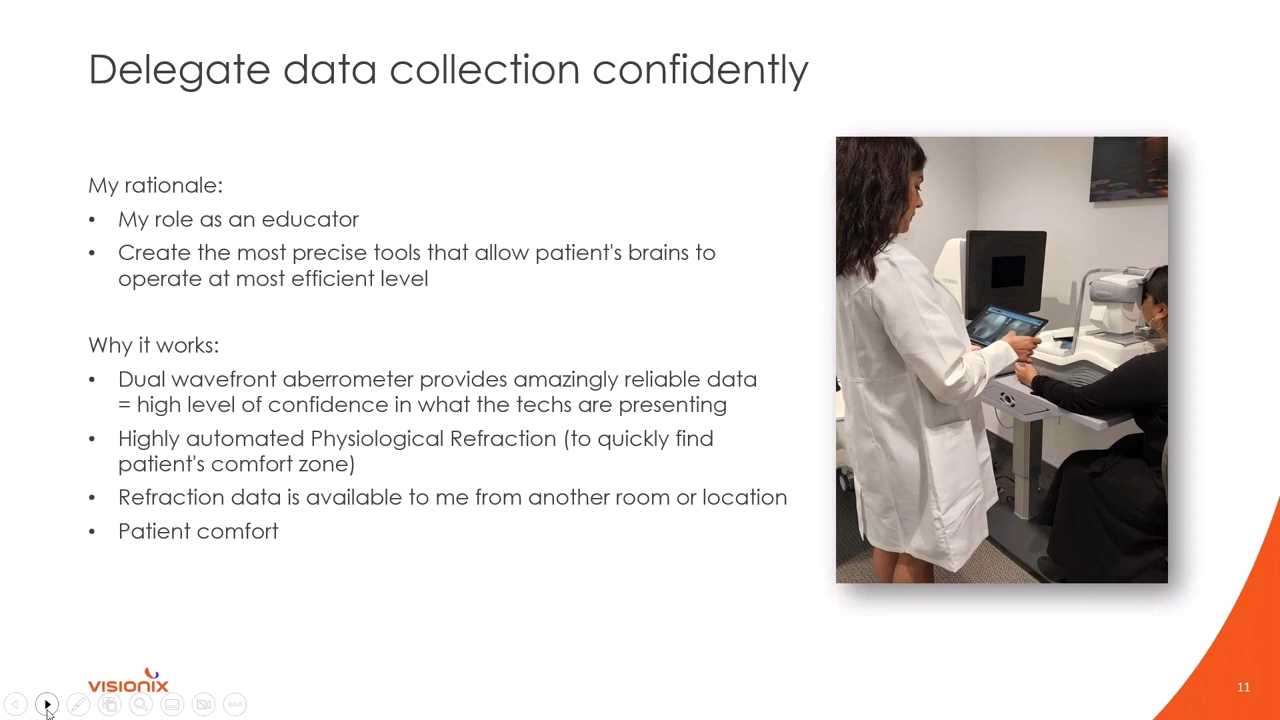 Delegate data collection confidently
My rationale:
• My role as an educator
• Create the most precise tools that allow patient's brains to
operate at most efficient level
Why it works:
• Dual wavefront aberrometer provides amazingly reliable data
= high level of confidence in what the techs are presenting
• Highly automated Physiological Refraction (to quickly find
patient's comfort zone)
• Refraction data is available to me from another room or location
• Patient comfort
VISIONIX
11